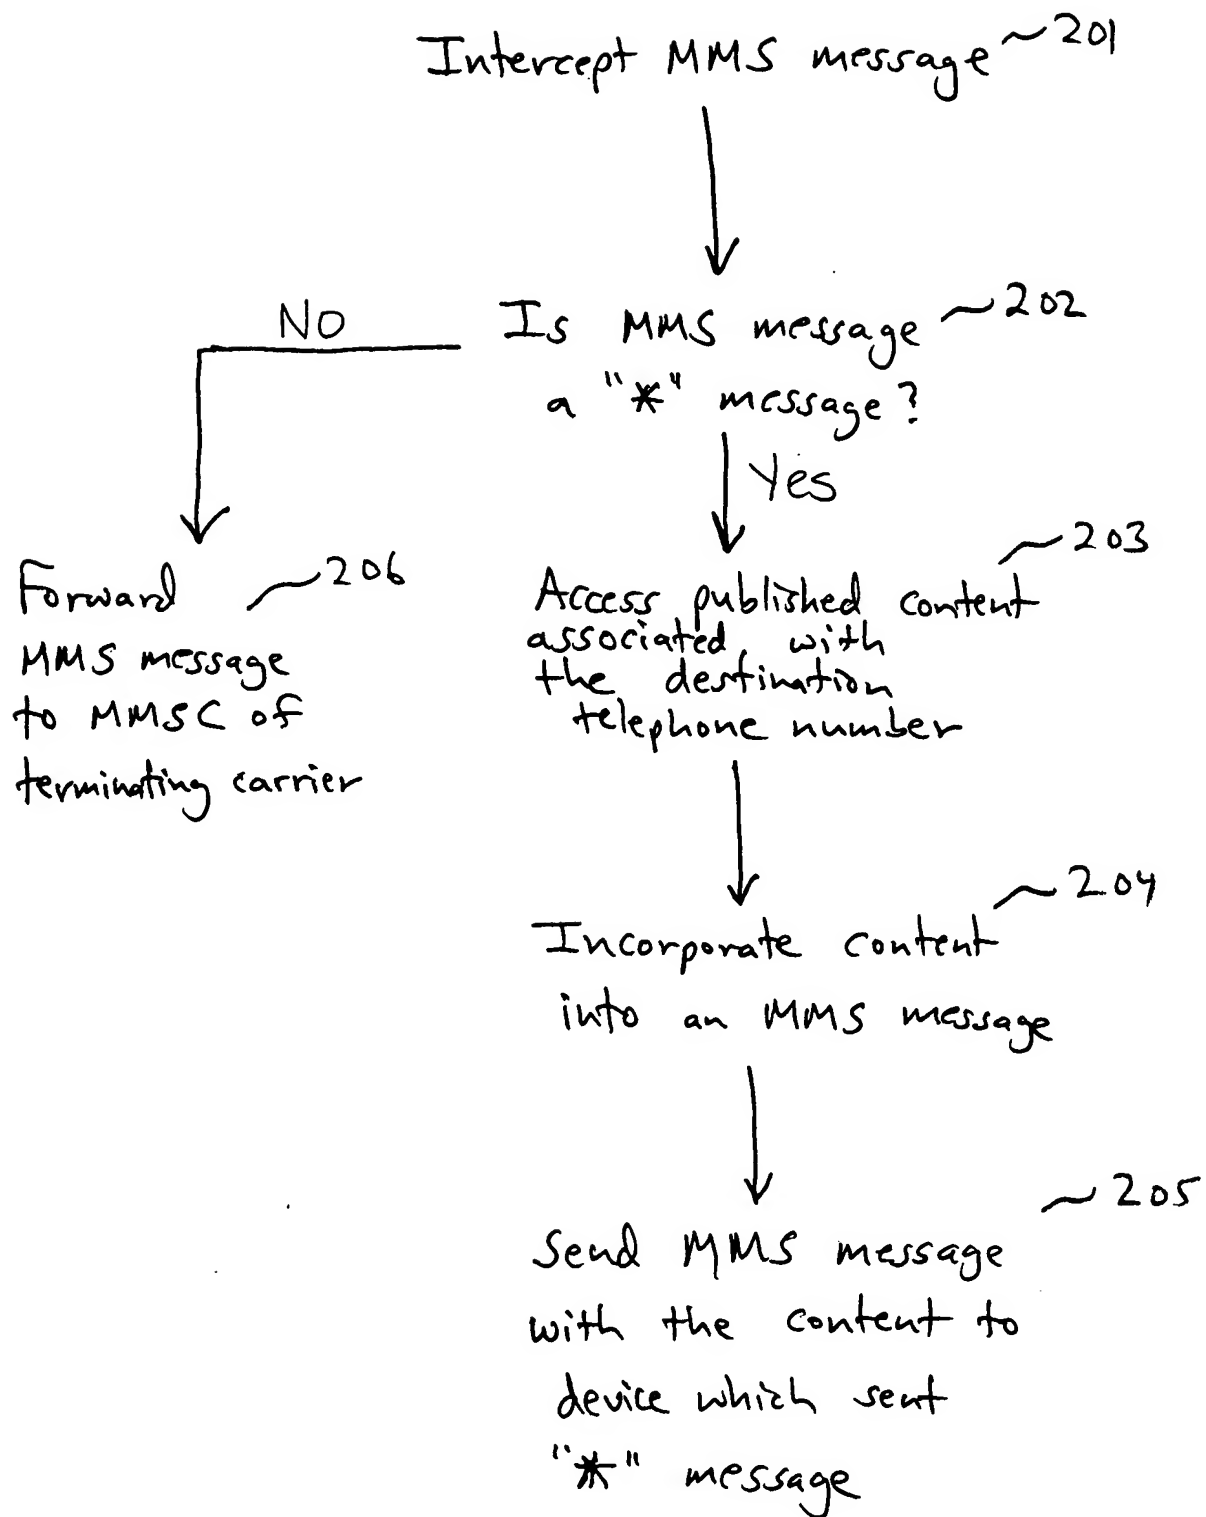 Intercept MMS message 201
Is MMS message 202
a "*" message?
NO
Yes
Forward 206
MMS message
to MMSC of
terminating carrier
Access published content 203
associated with
the destination
telephone number
Incorporate content 204
into an MMS message
Send MMS message 205
with the content to
device which sent
"*" message